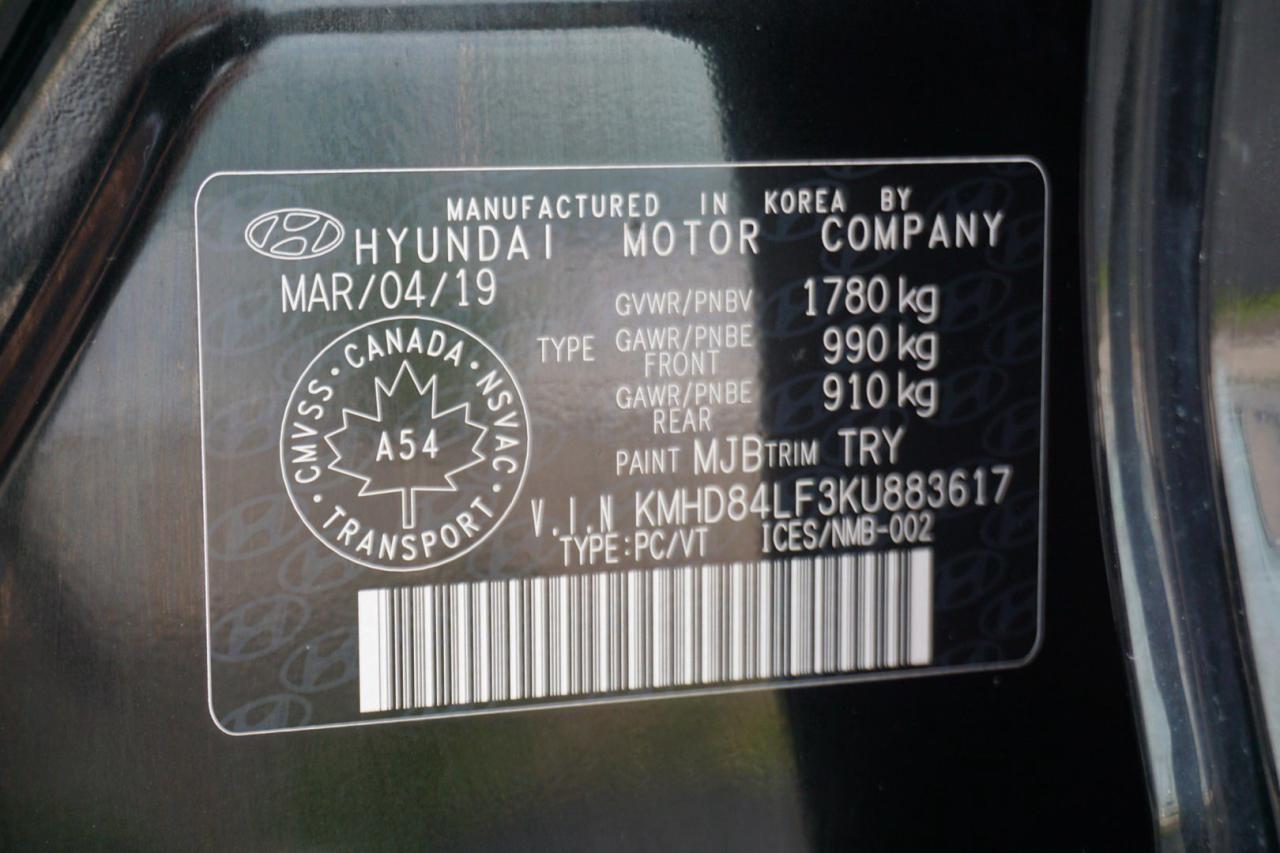 MANUFACTURED IN KOREA BY
HYUNDAI MOTOR COMPANY
MAR/04/19
GVWR/PNBV 1780 kg
TYPE GAWR/PNBE FRONT 990 kg
GAWR/PNBE REAR 910 kg
CMVSS · CANADA · NSVAC · TRANSPORT ·
A54
PAINT MJB TRIM TRY
V.I.N KMHD84LF3KU883617
TYPE:PC/VT ICES/NMB-002